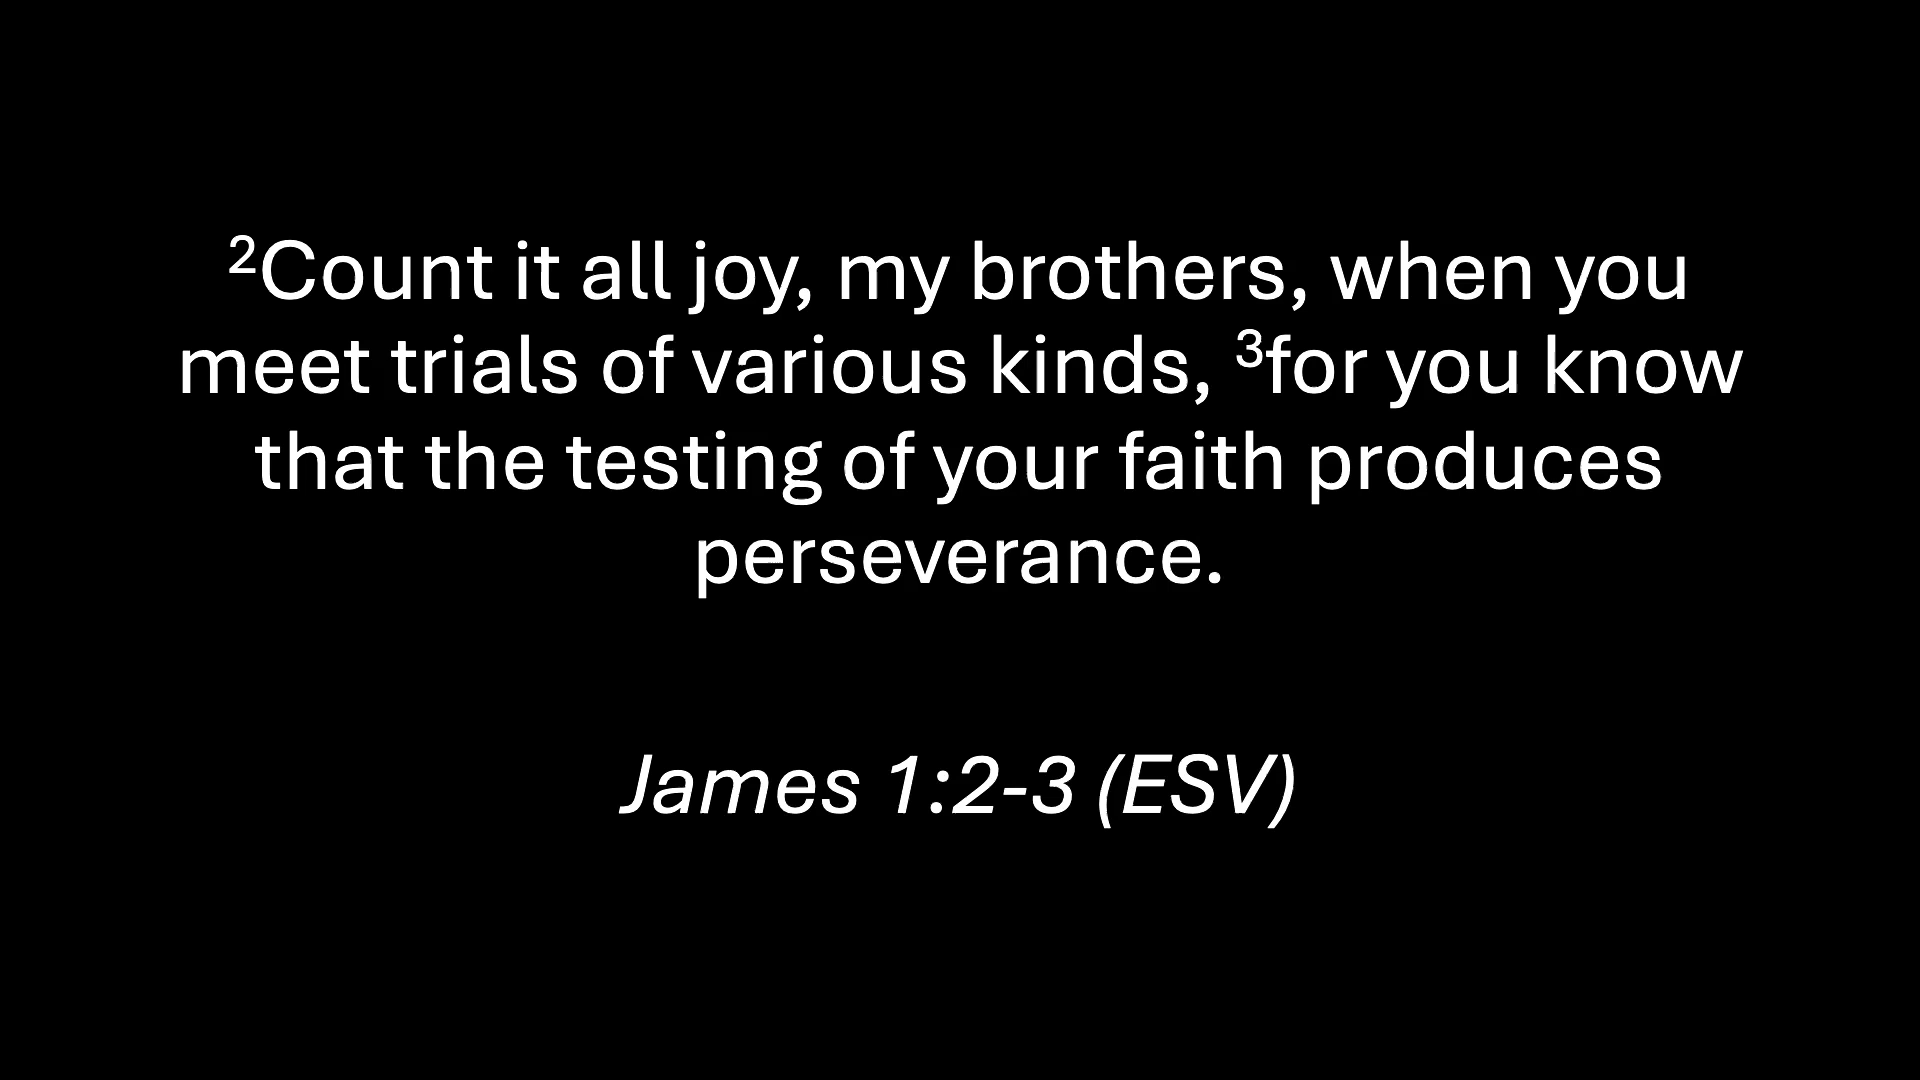 ²Count it all joy, my brothers, when you
meet trials of various kinds, ³for you know
that the testing of your faith produces
perseverance.
James 1:2-3 (ESV)